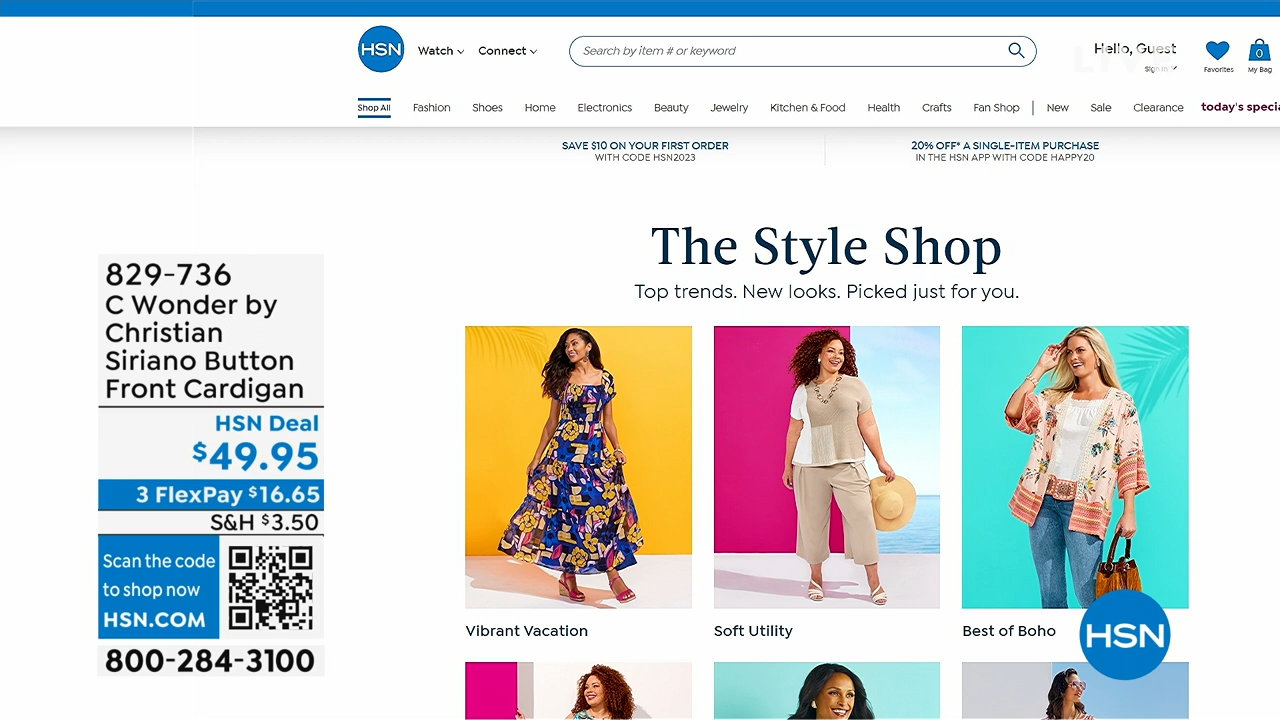 HSN
Watch
Connect
Search by item # or keyword
Hello, Guest
Sign in
LIVE
Favorites
0
My Bag
Shop All
Fashion
Shoes
Home
Electronics
Beauty
Jewelry
Kitchen & Food
Health
Crafts
Fan Shop
New
Sale
Clearance
today's specia
SAVE $10 ON YOUR FIRST ORDER
WITH CODE HSN2023
20% OFF* A SINGLE-ITEM PURCHASE
IN THE HSN APP WITH CODE HAPPY20
The Style Shop
Top trends. New looks. Picked just for you.
829-736
C Wonder by
Christian
Siriano Button
Front Cardigan
HSN Deal
$49.95
3 FlexPay $16.65
S&H $3.50
Scan the code
to shop now
HSN.COM
800-284-3100
Vibrant Vacation
Soft Utility
Best of Boho
HSN